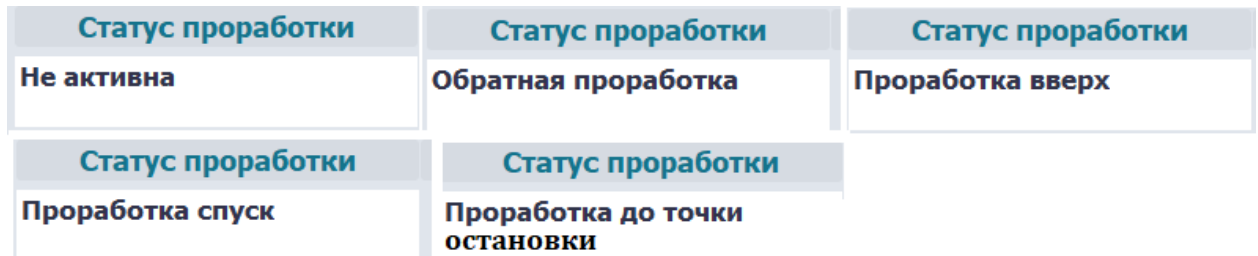 Статус проработки
Не активна
Статус проработки
Обратная проработка
Статус проработки
Проработка вверх
Статус проработки
Проработка спуск
Статус проработки
Проработка до точки
остановки